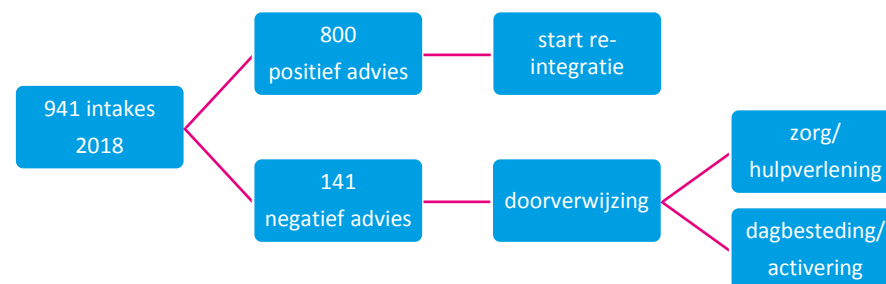 941 intakes
2018
800
positief advies
start re-
integratie
141
negatief advies
doorverwijzing
zorg/
hulpverlening
dagbesteding/
activering